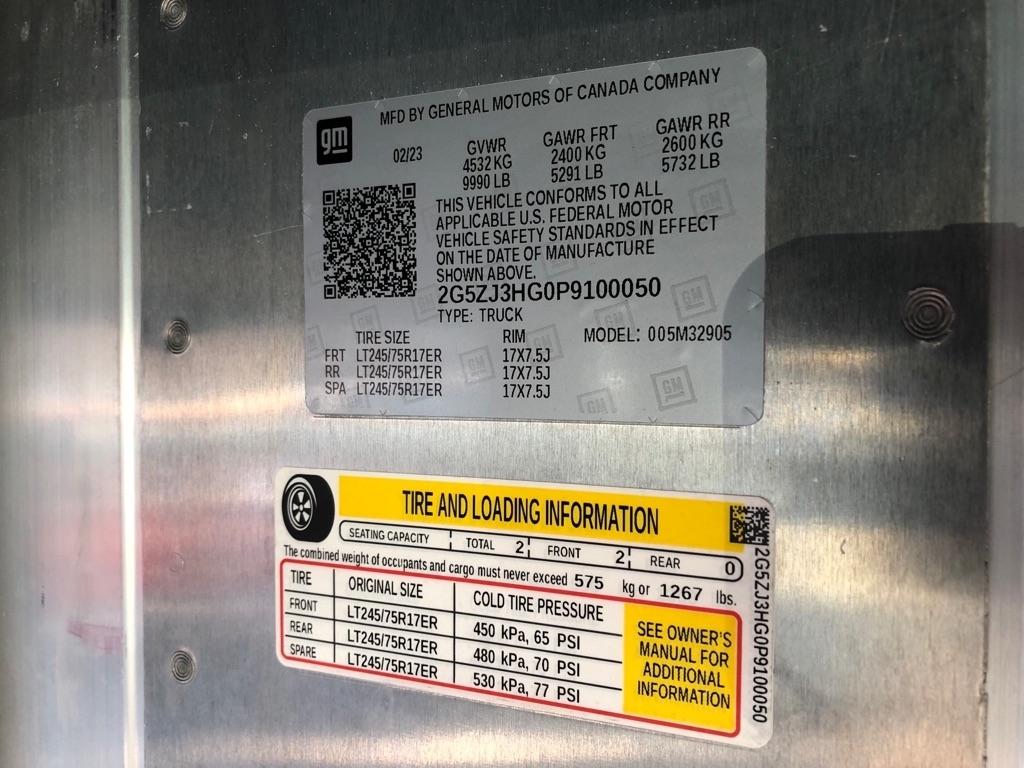 MFD BY GENERAL MOTORS OF CANADA COMPANY
gm
02/23
GVWR GAWR FRT GAWR RR
4532 KG 2400 KG 2600 KG
9990 LB 5291 LB 5732 LB
THIS VEHICLE CONFORMS TO ALL
APPLICABLE U.S. FEDERAL MOTOR
VEHICLE SAFETY STANDARDS IN EFFECT
ON THE DATE OF MANUFACTURE
SHOWN ABOVE.
2G5ZJ3HG0P9100050
TYPE: TRUCK
TIRE SIZE RIM MODEL: 005M32905
FRT LT245/75R17ER 17X7.5J
RR LT245/75R17ER 17X7.5J
SPA LT245/75R17ER 17X7.5J
GM
GM
GM
GM
GM
TIRE AND LOADING INFORMATION
SEATING CAPACITY TOTAL 2 FRONT 2 REAR 0
The combined weight of occupants and cargo must never exceed 575 kg or 1267 lbs.
TIRE ORIGINAL SIZE COLD TIRE PRESSURE
FRONT LT245/75R17ER 450 kPa, 65 PSI
REAR LT245/75R17ER 480 kPa, 70 PSI
SPARE LT245/75R17ER 530 kPa, 77 PSI
SEE OWNER'S
MANUAL FOR
ADDITIONAL
INFORMATION
2G5ZJ3HG0P9100050